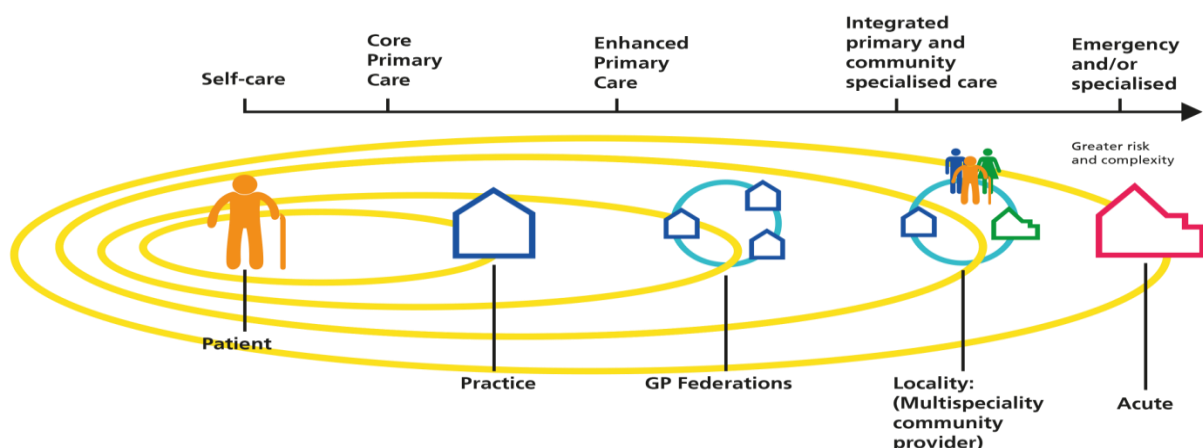 Self-care
Core
Primary
Care
Enhanced
Primary
Care
Integrated
primary and
community
specialised care
Emergency
and/or
specialised
Greater risk
and complexity
Patient
Practice
GP Federations
Locality:
(Multispeciality
community
provider)
Acute